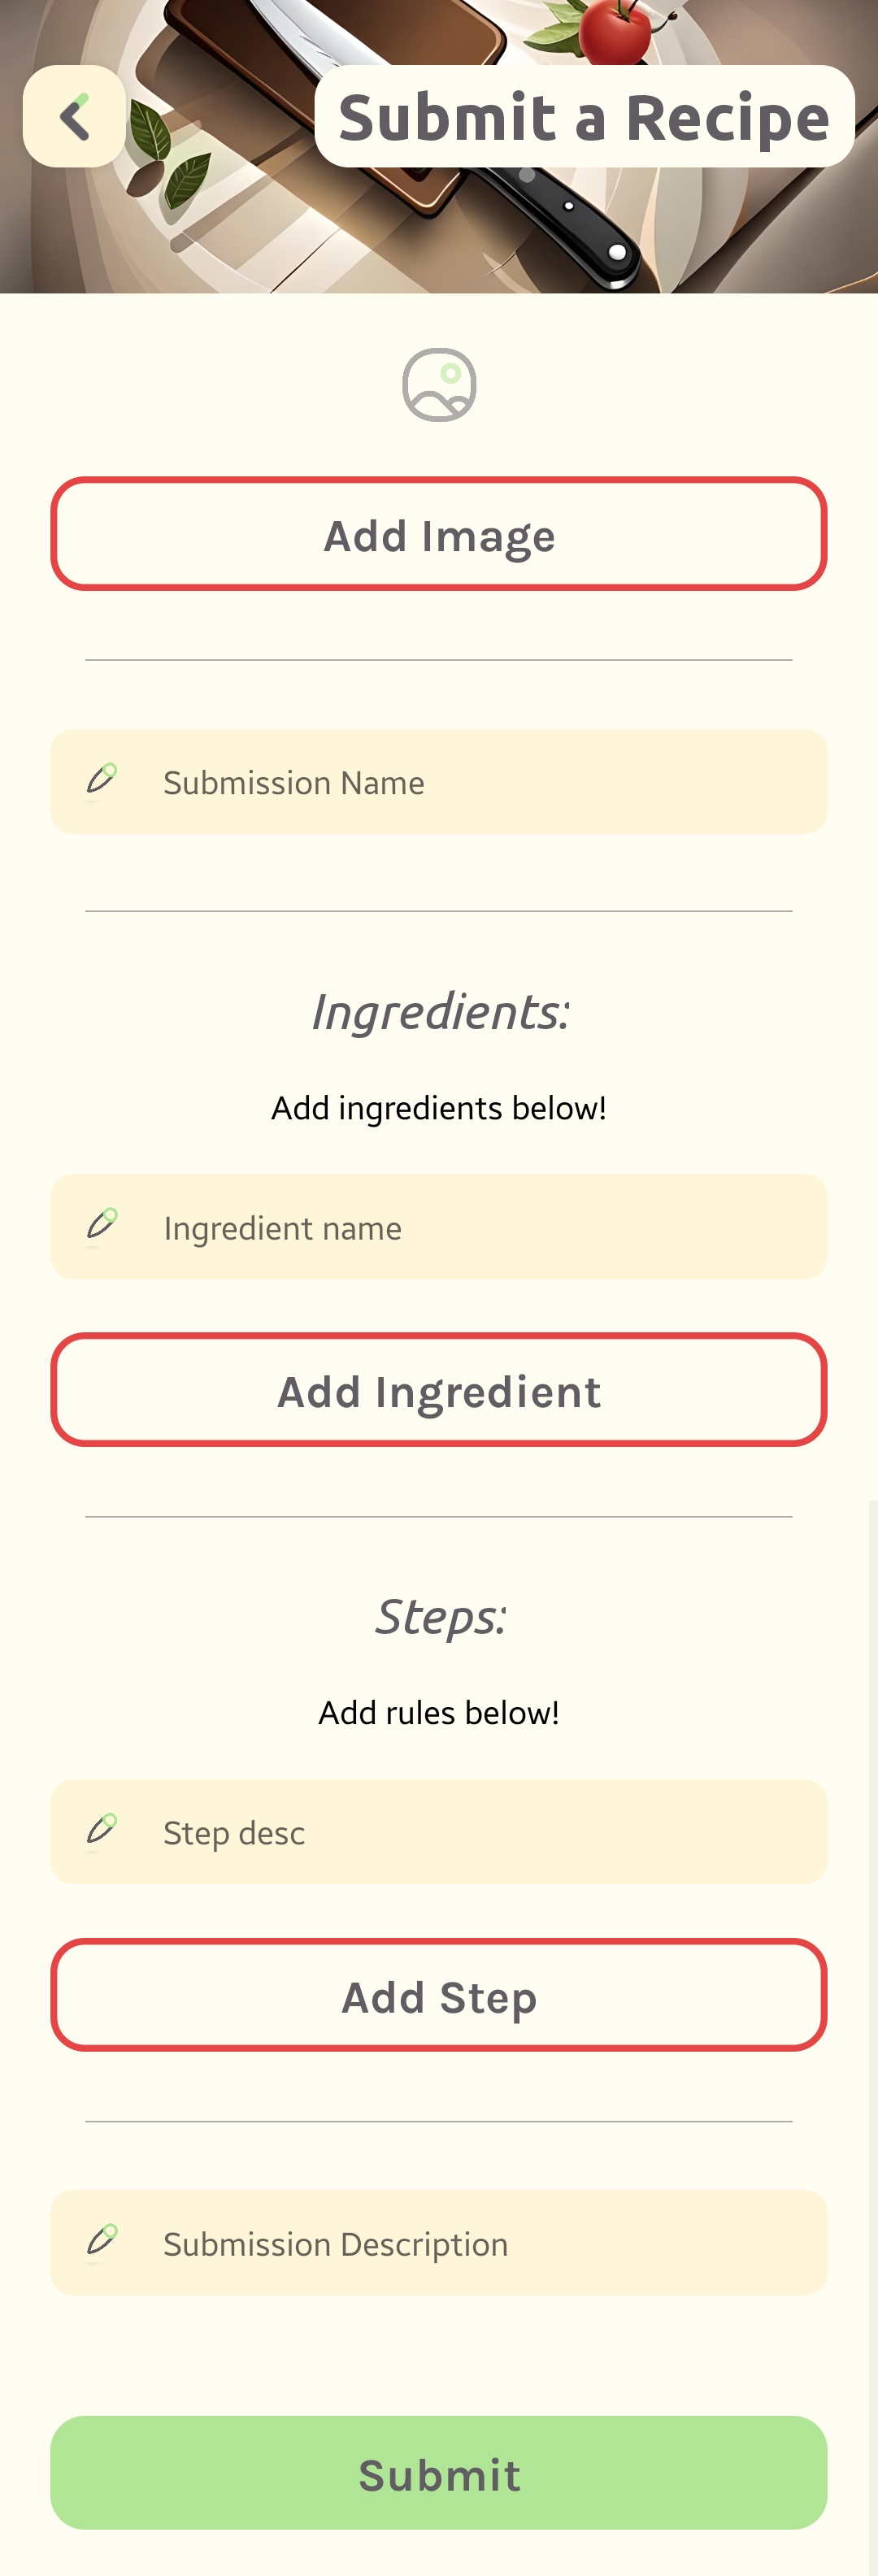 Submit a Recipe
Add Image
Submission Name
Ingredients:
Add ingredients below!
Ingredient name
Add Ingredient
Steps:
Add rules below!
Step desc
Add Step
Submission Description
Submit